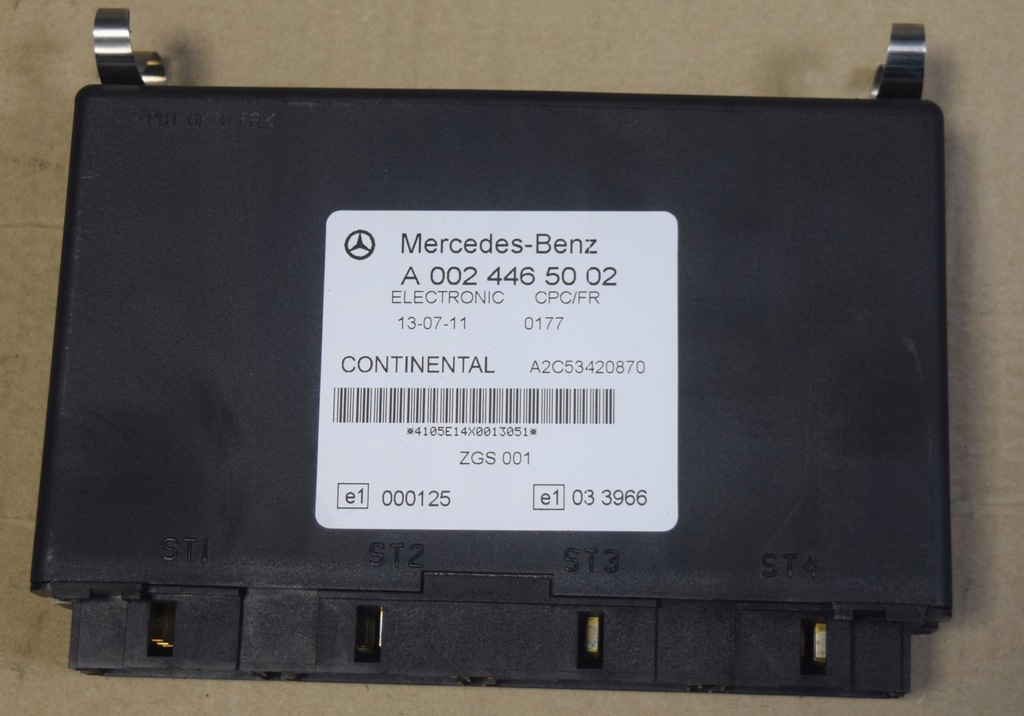 Mercedes-Benz
A 002 446 50 02
ELECTRONIC CPC/FR
13-07-11 0177
CONTINENTAL A2C53420870
*4105E14X0013051*
ZGS 001
e1 000125 e1 03 3966
ST1 ST2 ST3 ST4